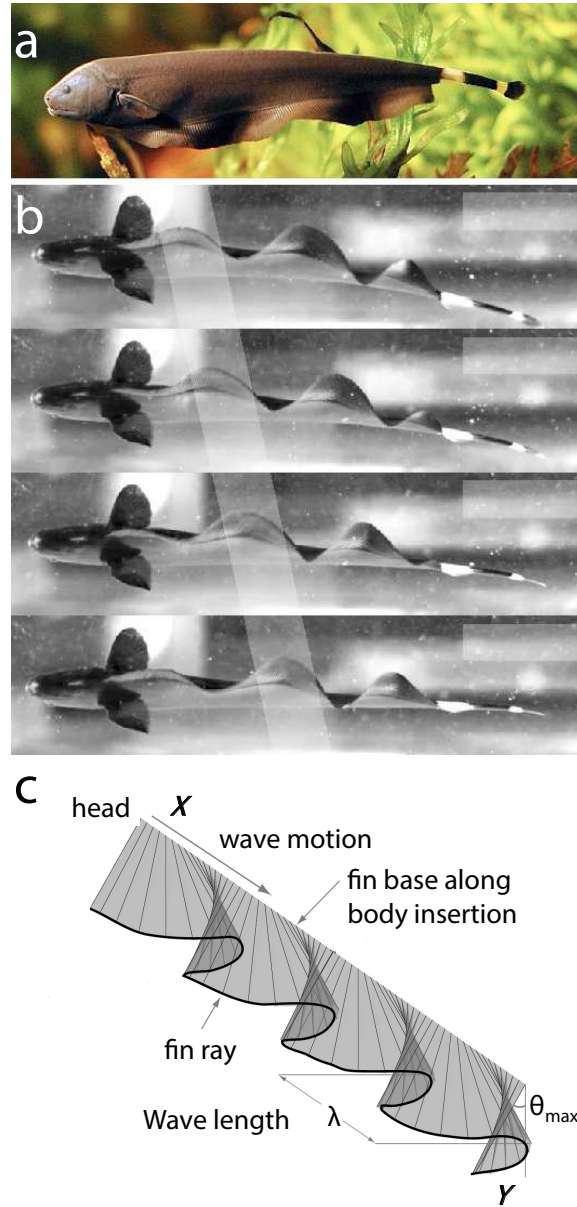 a
b
c
head
X
wave motion
fin base along
body insertion
fin ray
Wave length
λ
θmax
Y